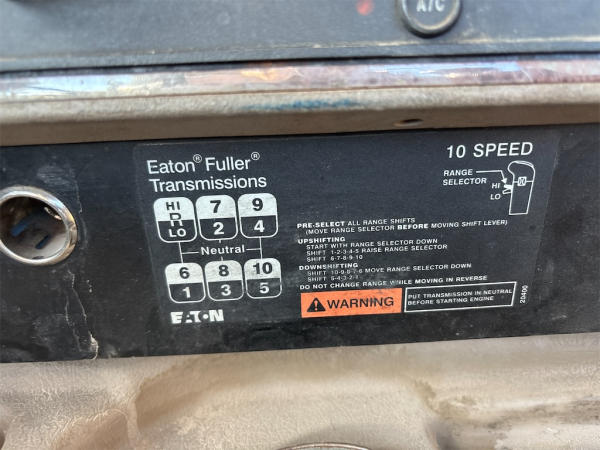 A/C
Eaton® Fuller®
Transmissions
10 SPEED
RANGE
SELECTOR
HI
LO
HI
R
LO
7
2
9
4
Neutral
6
1
8
3
10
5
PRE-SELECT ALL RANGE SHIFTS
(MOVE RANGE SELECTOR BEFORE MOVING SHIFT LEVER)
UPSHIFTING
START WITH RANGE SELECTOR DOWN
SHIFT 1-2-3-4-5 RAISE RANGE SELECTOR
SHIFT 6-7-8-9-10
DOWNSHIFTING
SHIFT 10-9-8-7-6 MOVE RANGE SELECTOR DOWN
SHIFT 5-4-3-2-1
DO NOT CHANGE RANGE WHILE MOVING IN REVERSE
WARNING
PUT TRANSMISSION IN NEUTRAL
BEFORE STARTING ENGINE
20400
EATON